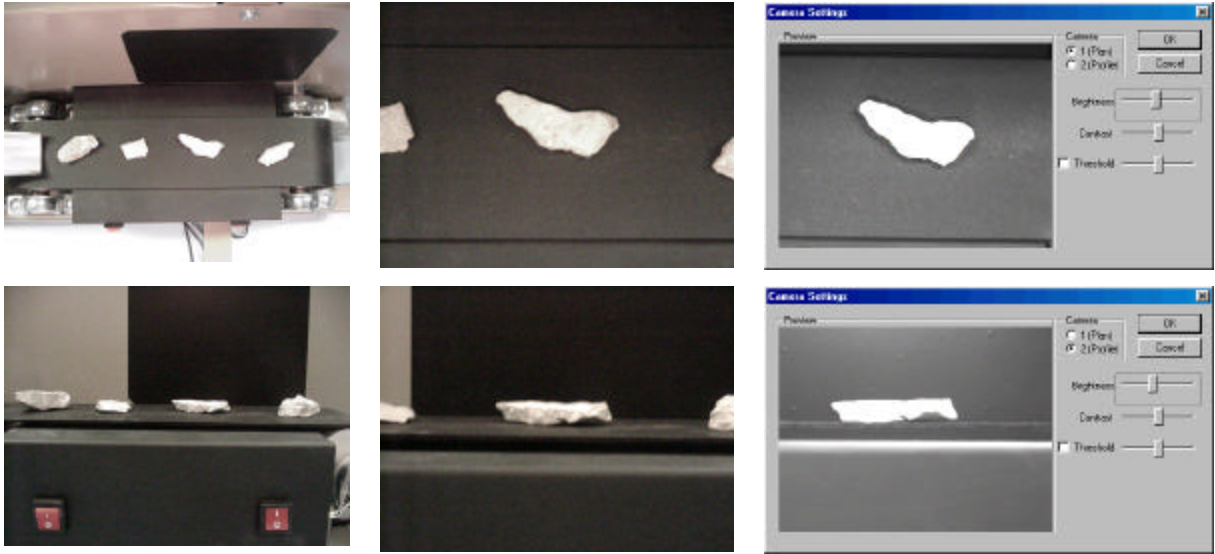 Camera Settings
Preview
Camera
1 (Plan)
2 (Profile)
OK
Cancel
Brightness
Contrast
Threshold
Camera Settings
Preview
Camera
1 (Plan)
2 (Profile)
OK
Cancel
Brightness
Contrast
Threshold